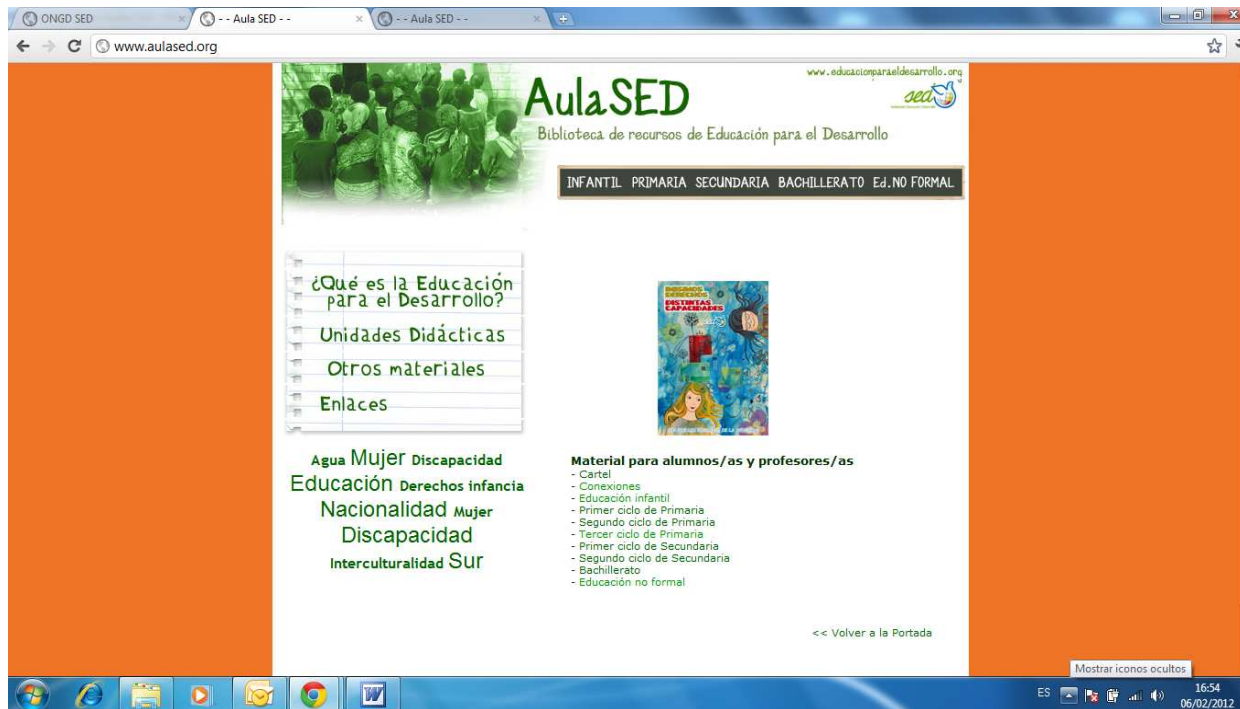 ONGD SED
- - Aula SED - -
- - Aula SED - -
www.aulased.org
www.educacionparaeldesarrollo.org
sed
AulaSED
Biblioteca de recursos de Educación para el Desarrollo
INFANTIL PRIMARIA SECUNDARIA BACHILLERATO Ed.NO FORMAL
¿Qué es la Educación
para el Desarrollo?
Unidades Didácticas
Otros materiales
Enlaces
DISTINTAS
CAPACIDADES
Agua Mujer Discapacidad
Educación Derechos infancia
Nacionalidad Mujer
Discapacidad
Interculturalidad Sur
Material para alumnos/as y profesores/as
- Cartel
- Conexiones
- Educación infantil
- Primer ciclo de Primaria
- Segundo ciclo de Primaria
- Tercer ciclo de Primaria
- Primer ciclo de Secundaria
- Segundo ciclo de Secundaria
- Bachillerato
- Educación no formal
<< Volver a la Portada
Mostrar iconos ocultos
ES
16:54
06/02/2012